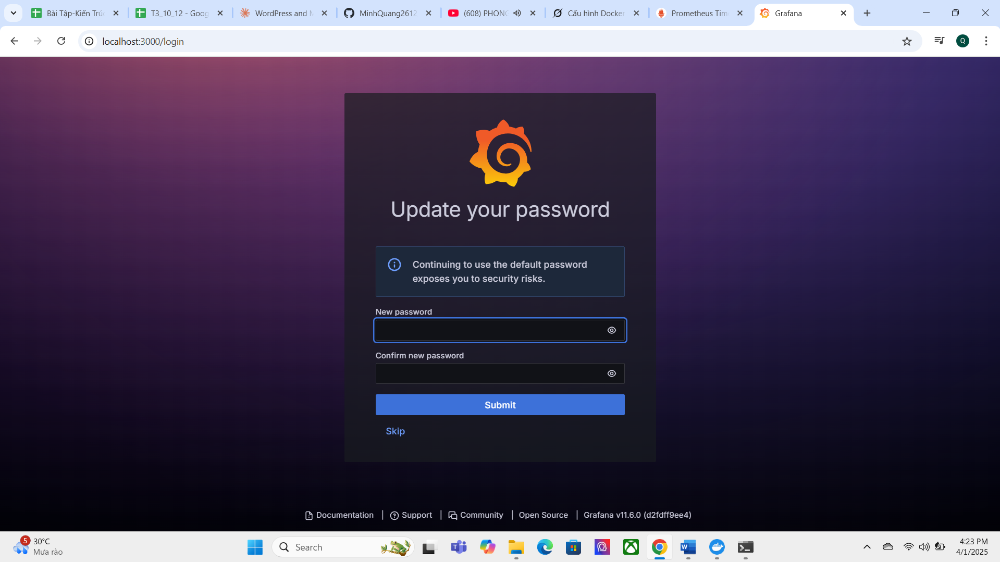 Bài Tập-Kiến Trúc
T3_10_12 - Goog
WordPress and M
MinhQuang2612
(608) PHONG
Cấu hình Docker
Prometheus Time
Grafana
localhost:3000/login
Q
Update your password
Continuing to use the default password
exposes you to security risks.
New password
Confirm new password
Submit
Skip
Documentation | Support | Community | Open Source | Grafana v11.6.0 (d2fdff9ee4)
5
30°C
Mưa rào
Search
4:23 PM
4/1/2025